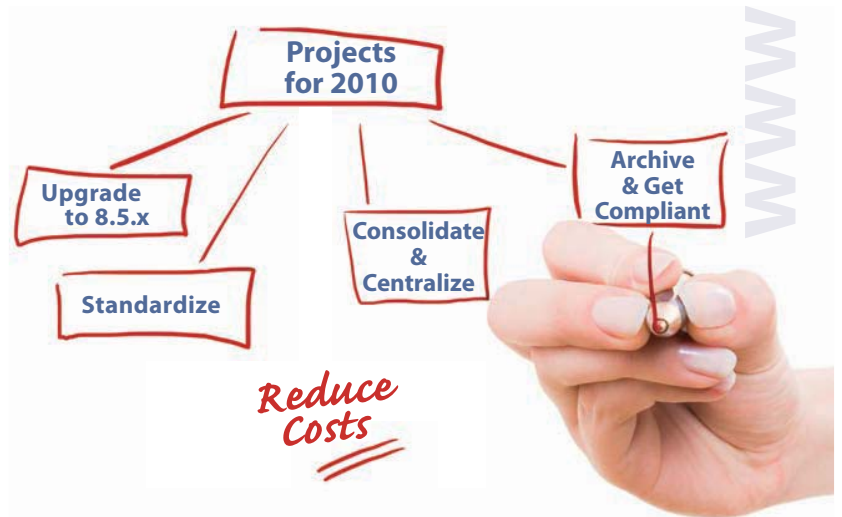 Projects
for 2010
Upgrade
to 8.5.x
Standardize
Consolidate
&
Centralize
Archive
& Get
Compliant
Reduce
Costs
www